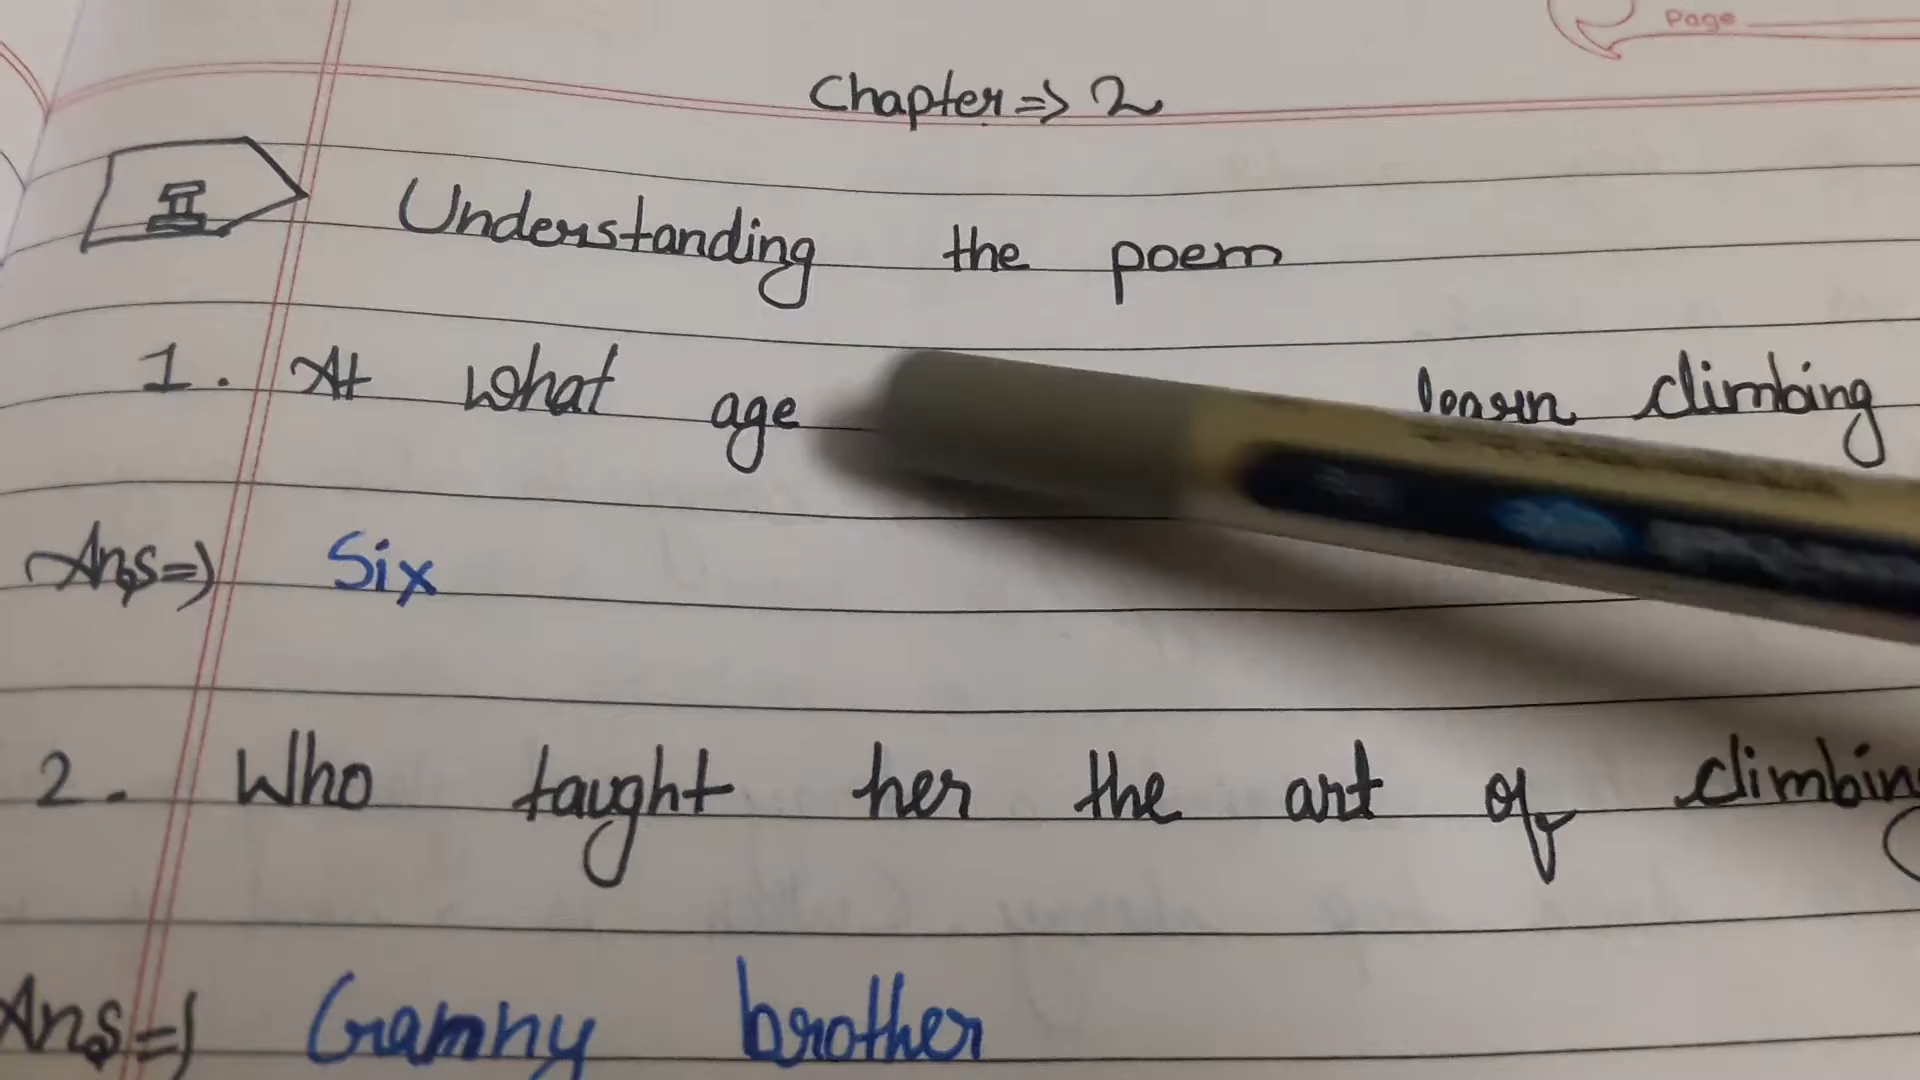 Page
Chapter => 2
II Understanding the poem
1. At what age learn climbing
Ans => Six
2. Who taught her the art of climbing
Ans => Granny brother